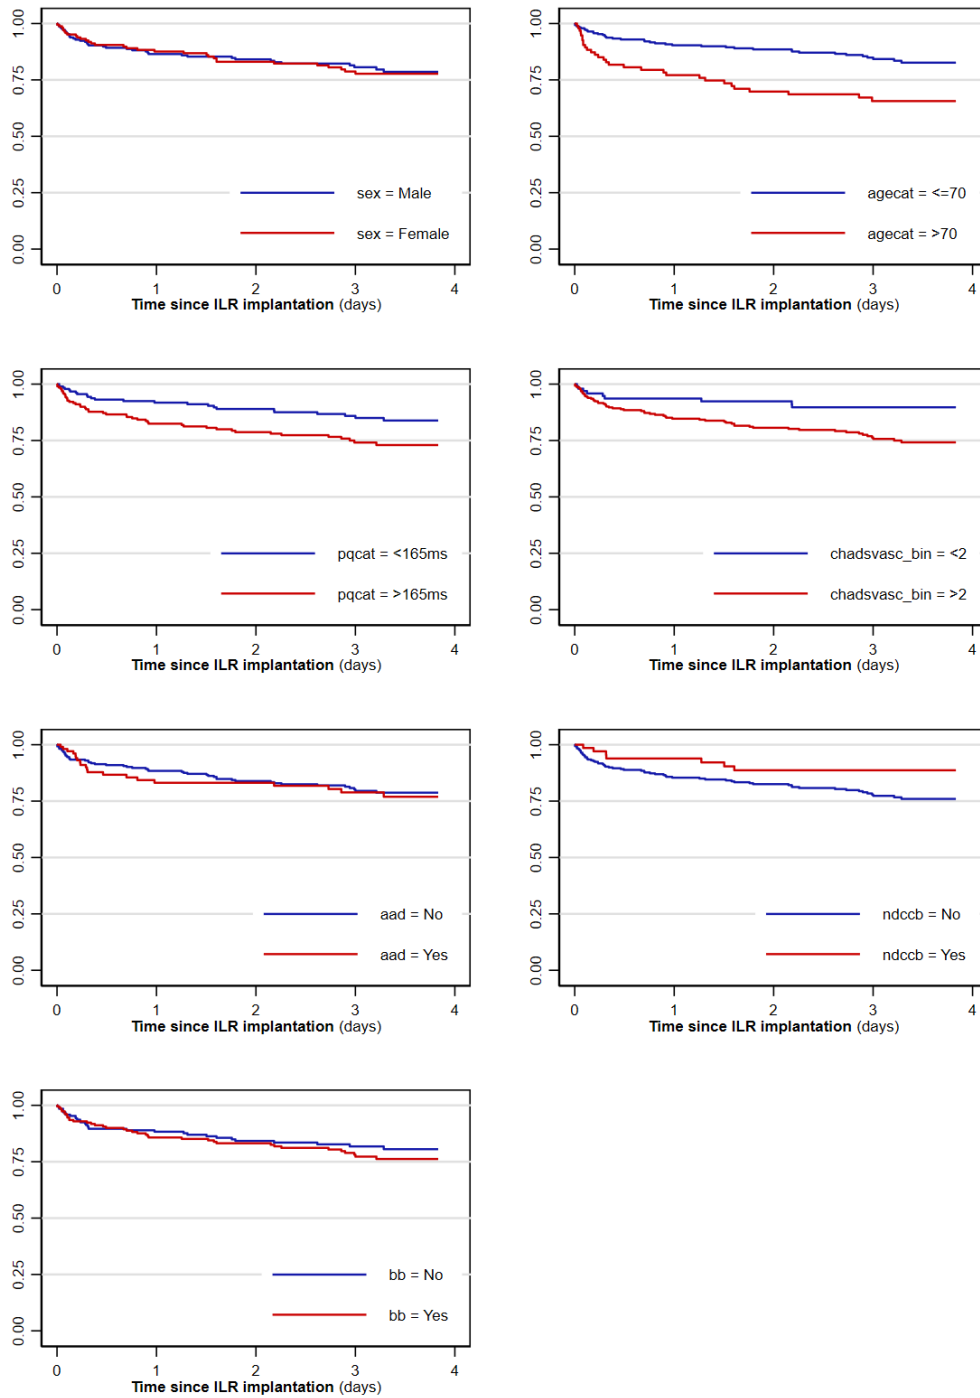 1.00
0.75
0.50
0.25
0.00
sex = Male
sex = Female
0 1 2 3 4
Time since ILR implantation (days)
1.00
0.75
0.50
0.25
0.00
agecat = <=70
agecat = >70
0 1 2 3 4
Time since ILR implantation (days)
1.00
0.75
0.50
0.25
0.00
pqcat = <165ms
pqcat = >165ms
0 1 2 3 4
Time since ILR implantation (days)
1.00
0.75
0.50
0.25
0.00
chadsvasc_bin = <2
chadsvasc_bin = >2
0 1 2 3 4
Time since ILR implantation (days)
1.00
0.75
0.50
0.25
0.00
aad = No
aad = Yes
0 1 2 3 4
Time since ILR implantation (days)
1.00
0.75
0.50
0.25
0.00
ndccb = No
ndccb = Yes
0 1 2 3 4
Time since ILR implantation (days)
1.00
0.75
0.50
0.25
0.00
bb = No
bb = Yes
0 1 2 3 4
Time since ILR implantation (days)